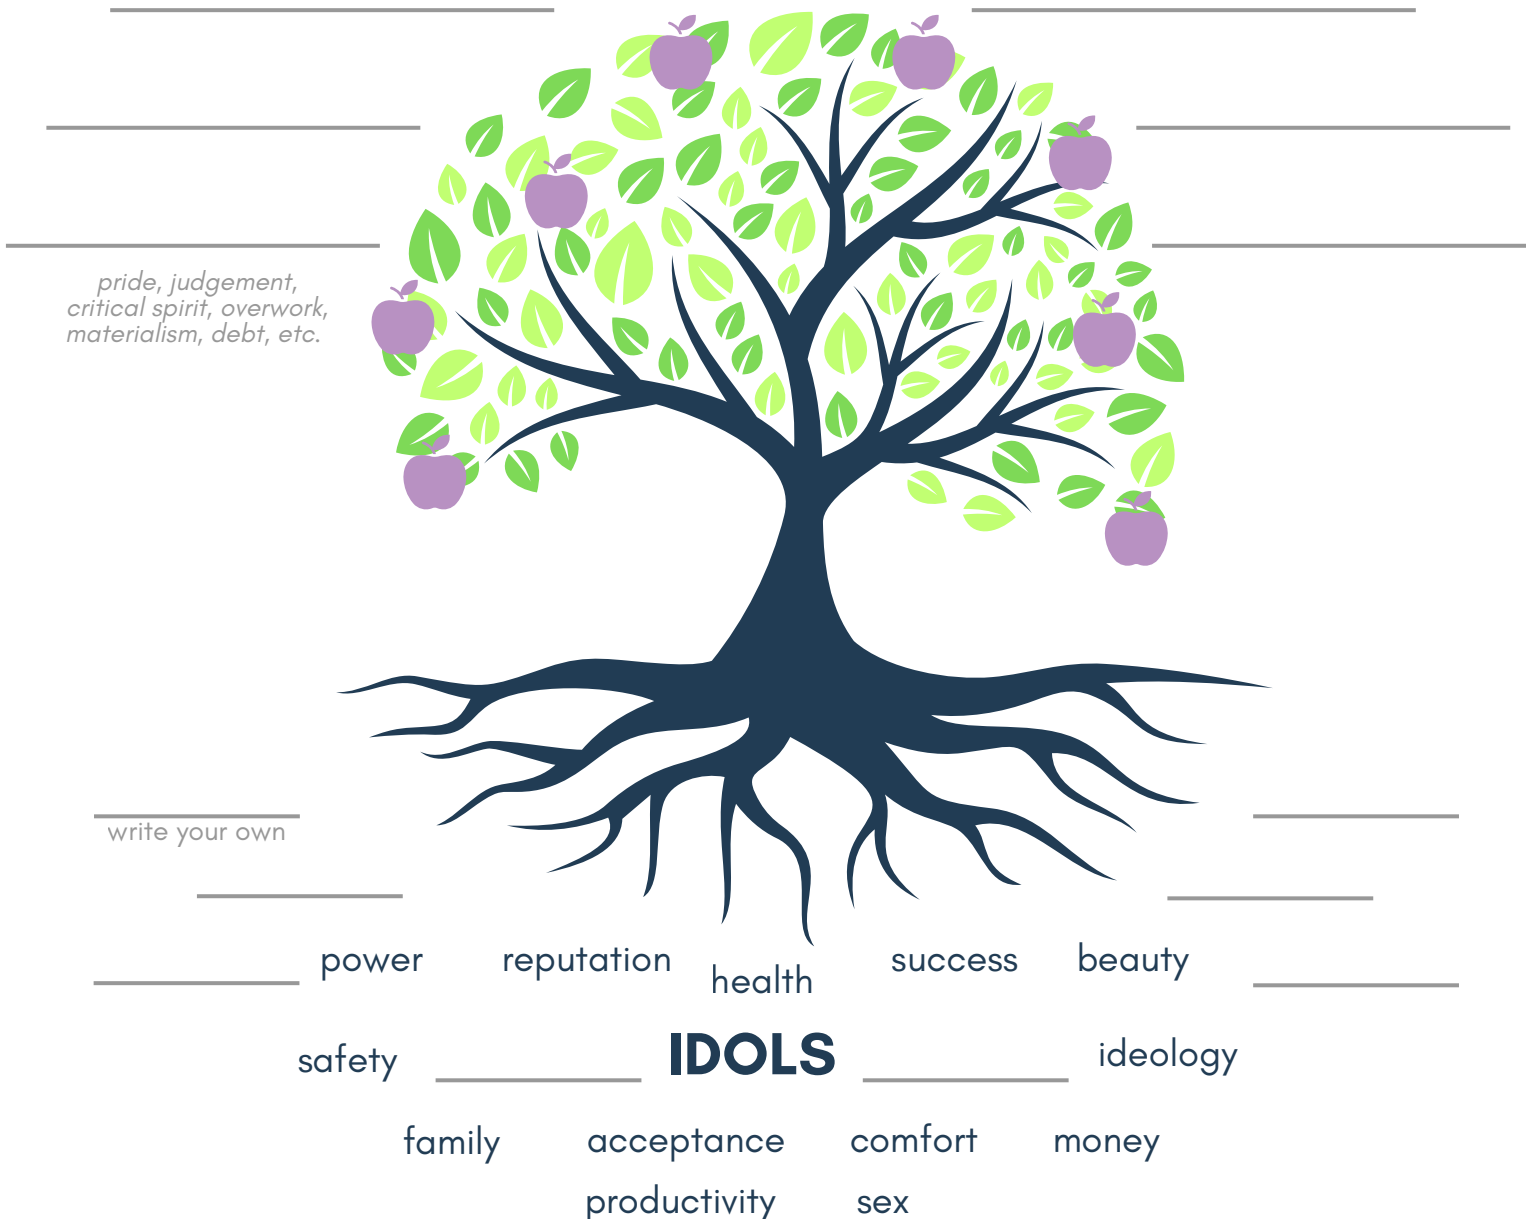 pride, judgement,
critical spirit, overwork,
materialism, debt, etc.
write your own
power reputation health success beauty
safety IDOLS ideology
family acceptance comfort money
productivity sex